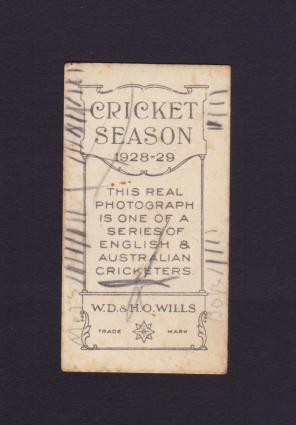 CRICKET
SEASON
1928-29
THIS REAL
PHOTOGRAPH
IS ONE OF A
SERIES OF
ENGLISH &
AUSTRALIAN
CRICKETERS.
W.D. & H.O. WILLS
TRADE MARK